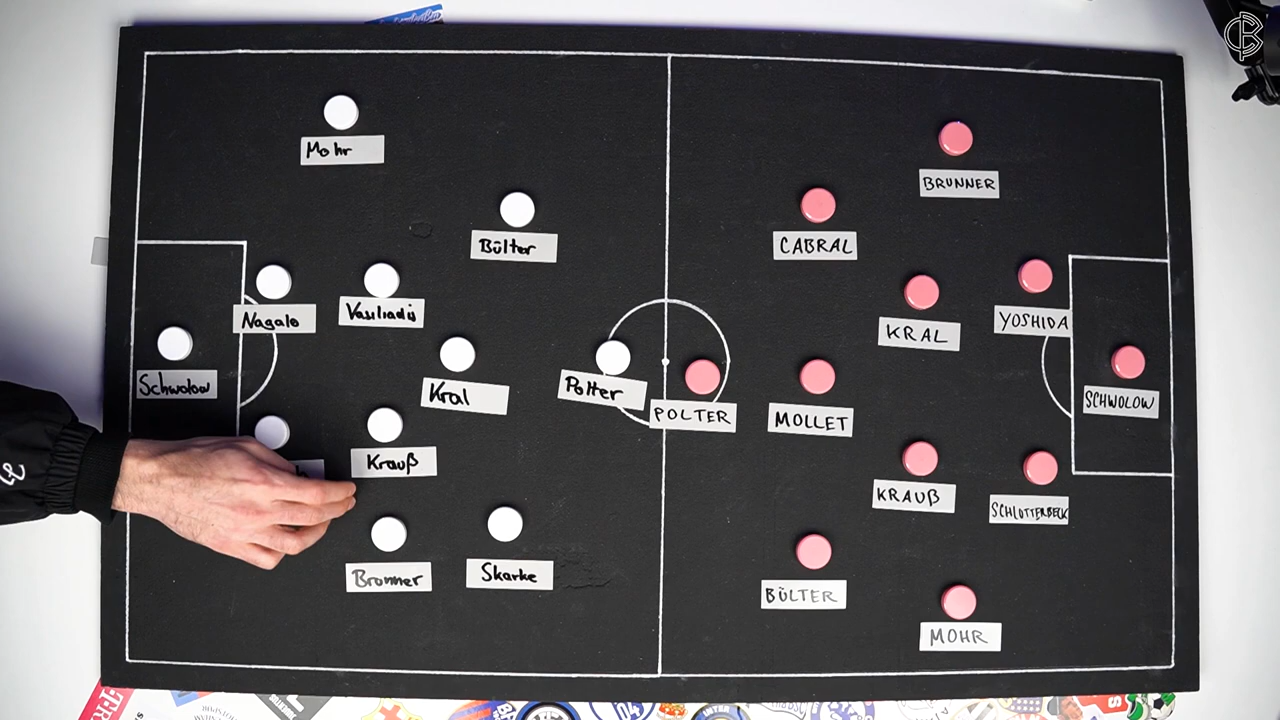 Mohr
BRUNNER
Bülter
CABRAL
Nagalo
Vasiliadis
KRAL
YOSHIDA
Schwolow
Kral
Polter
POLTER
MOLLET
SCHWOLOW
Krauß
KRAUß
SCHLOTTERBECK
Brunner
Skarke
BÜLTER
MOHR
INTER